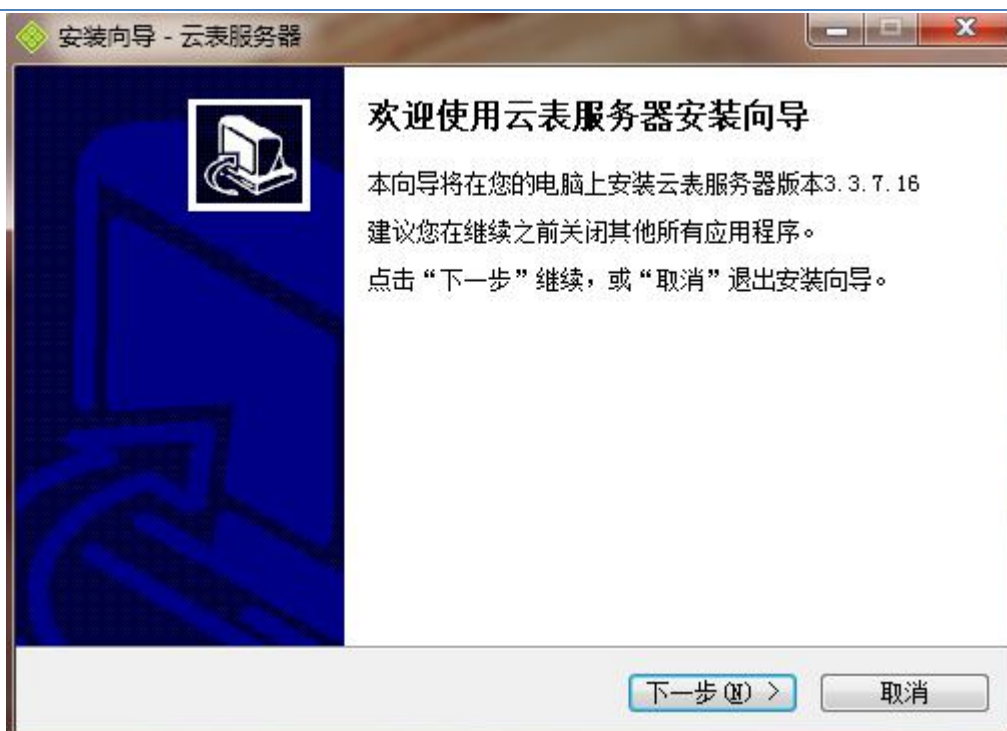 安装向导 - 云表服务器
欢迎使用云表服务器安装向导
本向导将在您的电脑上安装云表服务器版本3.3.7.16
建议您在继续之前关闭其他所有应用程序。
点击“下一步”继续，或“取消”退出安装向导。
下一步(N) >
取消